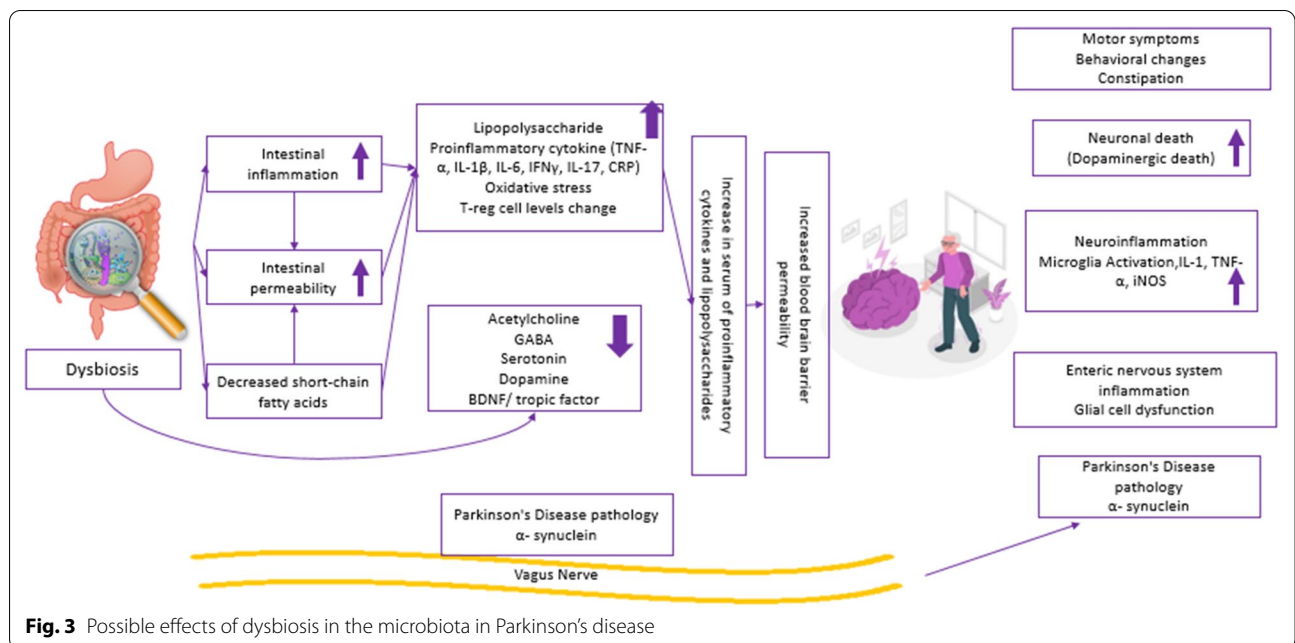 Dysbiosis
Intestinal
inflammation
Intestinal
permeability
Decreased short-chain
fatty acids
Lipopolysaccharide
Proinflammatory cytokine (TNF-
α, IL-1β, IL-6, IFNγ, IL-17, CRP)
Oxidative stress
T-reg cell levels change
Acetylcholine
GABA
Serotonin
Dopamine
BDNF/ tropic factor
Increase in serum of proinflammatory
cytokines and lipopolysaccharides
Increased blood brain barrier
permeability
Motor symptoms
Behavioral changes
Constipation
Neuronal death
(Dopaminergic death)
Neuroinflammation
Microglia Activation,IL-1, TNF-
α, iNOS
Enteric nervous system
inflammation
Glial cell dysfunction
Parkinson's Disease
pathology
α- synuclein
Parkinson's Disease pathology
α- synuclein
Vagus Nerve
Fig. 3 Possible effects of dysbiosis in the microbiota in Parkinson's disease